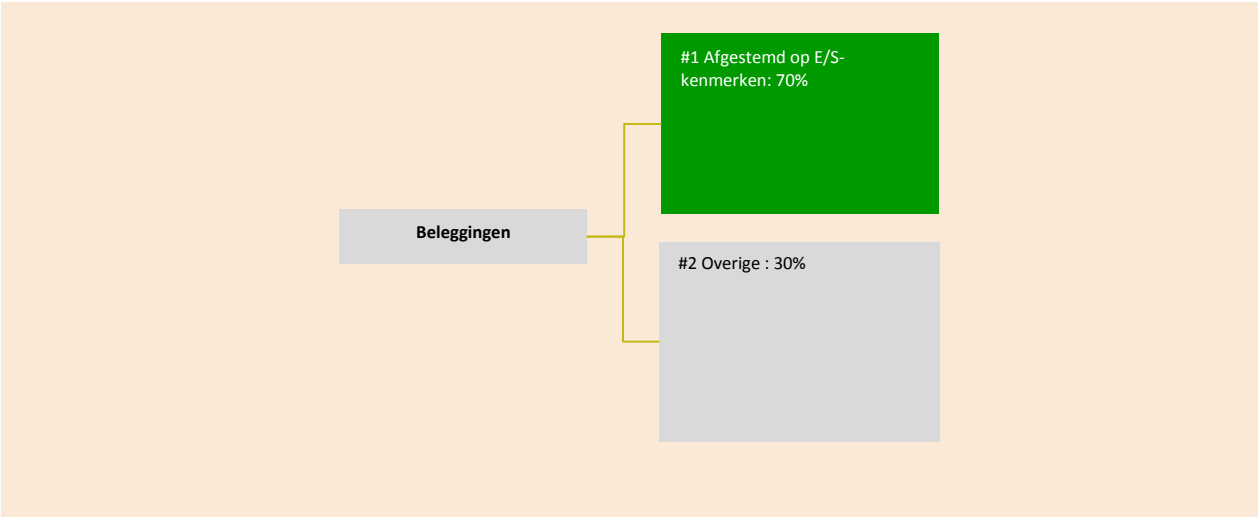 #1 Afgestemd op E/S-
kenmerken: 70%
Beleggingen
#2 Overige : 30%